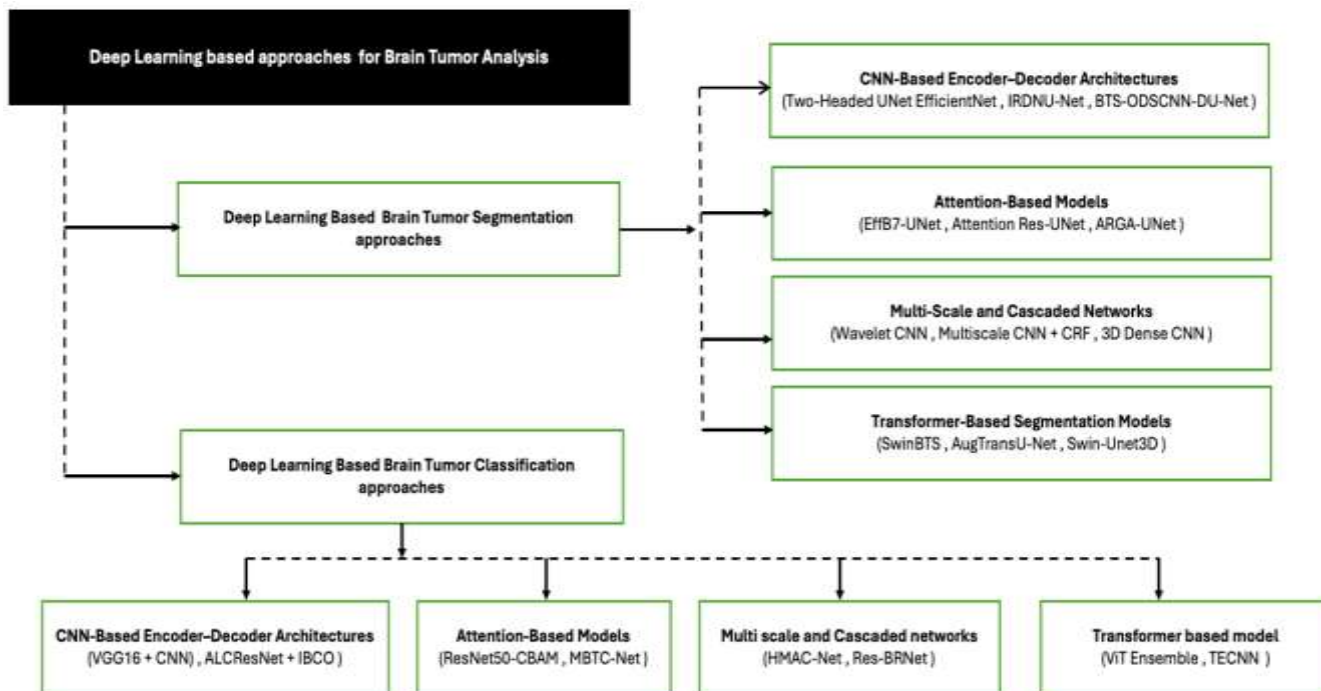 Deep Learning based approaches for Brain Tumor Analysis
CNN-Based Encoder–Decoder Architectures
(Two-Headed UNet EfficientNet , IRDNU-Net , BTS-ODSCNN-DU-Net )
Deep Learning Based Brain Tumor Segmentation
approaches
Attention-Based Models
(EffB7-UNet , Attention Res-UNet , ARGA-UNet )
Multi-Scale and Cascaded Networks
(Wavelet CNN , Multiscale CNN + CRF , 3D Dense CNN )
Transformer-Based Segmentation Models
(SwinBTS , AugTransU-Net , Swin-Unet3D )
Deep Learning Based Brain Tumor Classification
approaches
CNN-Based Encoder–Decoder Architectures
(VGG16 + CNN) , ALCResNet + IBCO )
Attention-Based Models
(ResNet50-CBAM , MBTC-Net )
Multi scale and Cascaded networks
(HMAC-Net , Res-BRNet )
Transformer based model
(ViT Ensemble , TECNN )